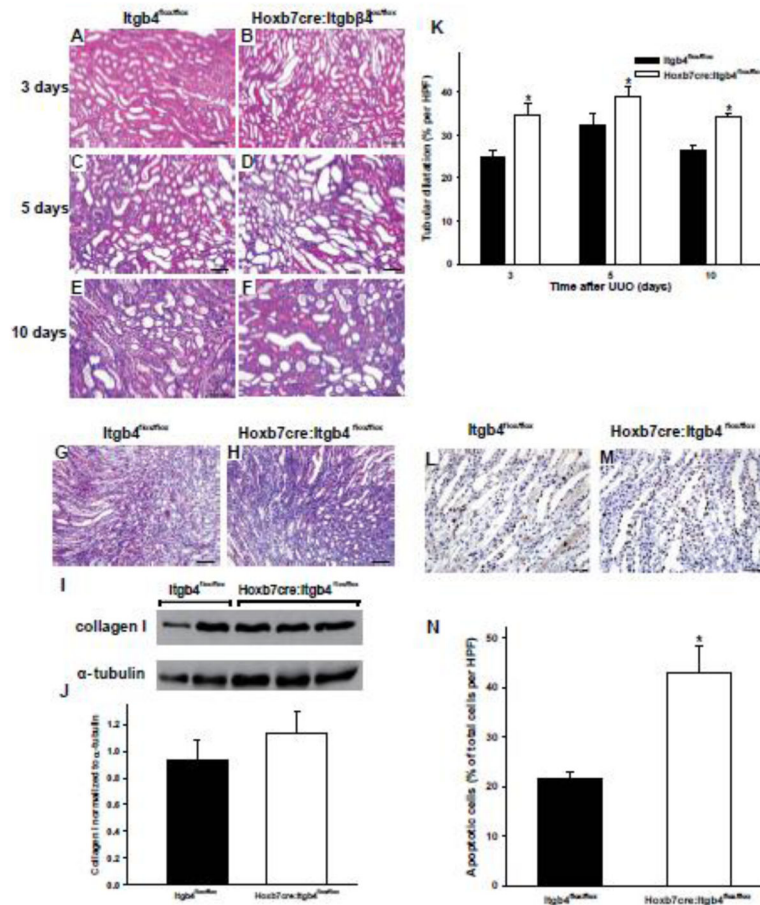 Itgb4flox/flox Hoxb7cre:Itgbβ4flox/flox
A B
3 days
C D
5 days
E F
10 days
K
Itgb4flox/flox
Hoxb7cre:Itgb4flox/flox
Tubular dilatation (% per HPF)
60
40
30
20
10
0
* * *
3 5 10
Time after UUO (days)
Itgb4flox/flox Hoxb7cre:Itgb4flox/flox
G H
Itgb4flox/flox Hoxb7cre:Itgb4flox/flox
L M
I
Itgb4flox/flox Hoxb7cre:Itgb4flox/flox
collagen I
α-tubulin
J
Collagen I normalized to α-tubulin
1.2
1.0
0.8
0.6
0.4
0.2
0.0
Itgb4flox/flox Hoxb7cre:Itgb4flox/flox
N
Apoptotic cells (% of total cells per HPF)
50
40
30
20
10
0
*
Itgb4flox/flox Hoxb7cre:Itgb4flox/flox